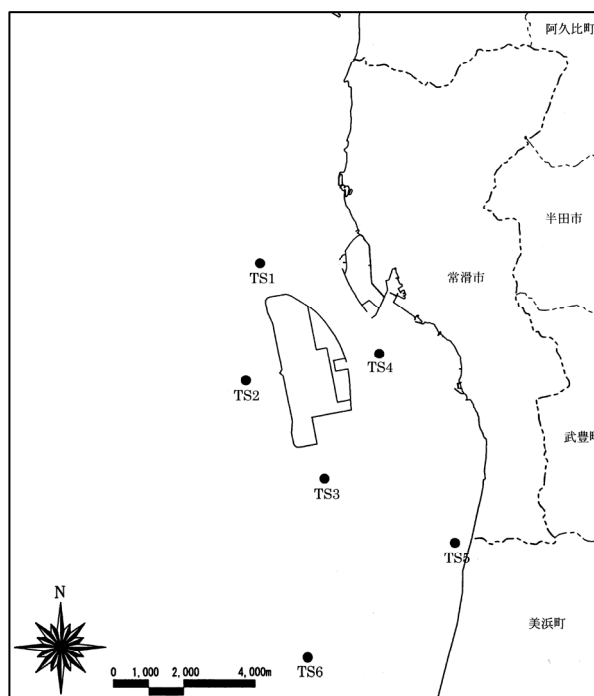 阿久比町
半田市
常滑市
TS1
TS4
TS2
武豊町
TS3
TS5
N
美浜町
0 1,000 2,000 4,000m
TS6